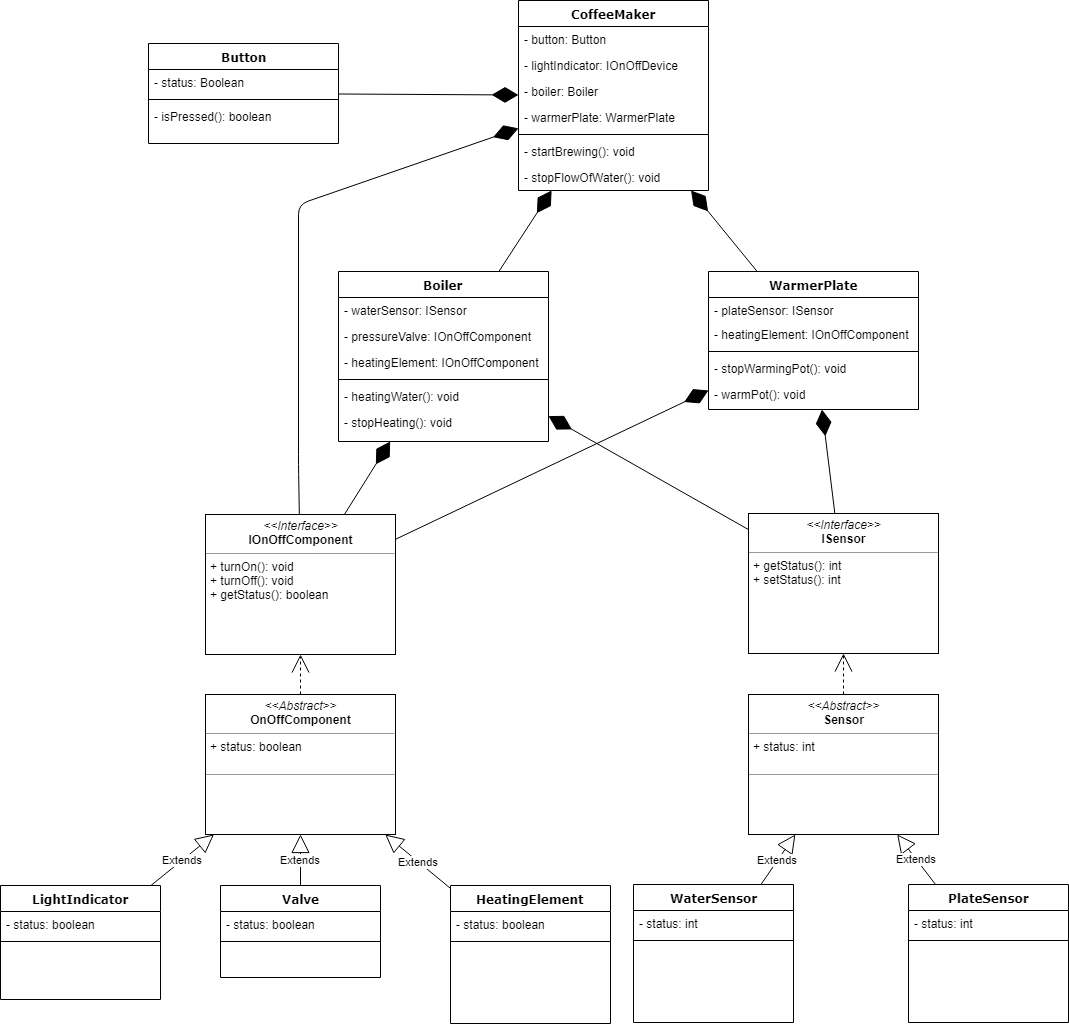 CoffeeMaker
- button: Button
- lightIndicator: IOnOffDevice
- boiler: Boiler
- warmerPlate: WarmerPlate
- startBrewing(): void
- stopFlowOfWater(): void
Button
- status: Boolean
- isPressed(): boolean
Boiler
- waterSensor: ISensor
- pressureValve: IOnOffComponent
- heatingElement: IOnOffComponent
- heatingWater(): void
- stopHeating(): void
WarmerPlate
- plateSensor: ISensor
- heatingElement: IOnOffComponent
- stopWarmingPot(): void
- warmPot(): void
<<Interface>>
IOnOffComponent
+ turnOn(): void
+ turnOff(): void
+ getStatus(): boolean
<<Interface>>
ISensor
+ getStatus(): int
+ setStatus(): int
<<Abstract>>
OnOffComponent
+ status: boolean
<<Abstract>>
Sensor
+ status: int
Extends
Extends
Extends
Extends
Extends
LightIndicator
- status: boolean
Valve
- status: boolean
HeatingElement
- status: boolean
WaterSensor
- status: int
PlateSensor
- status: int